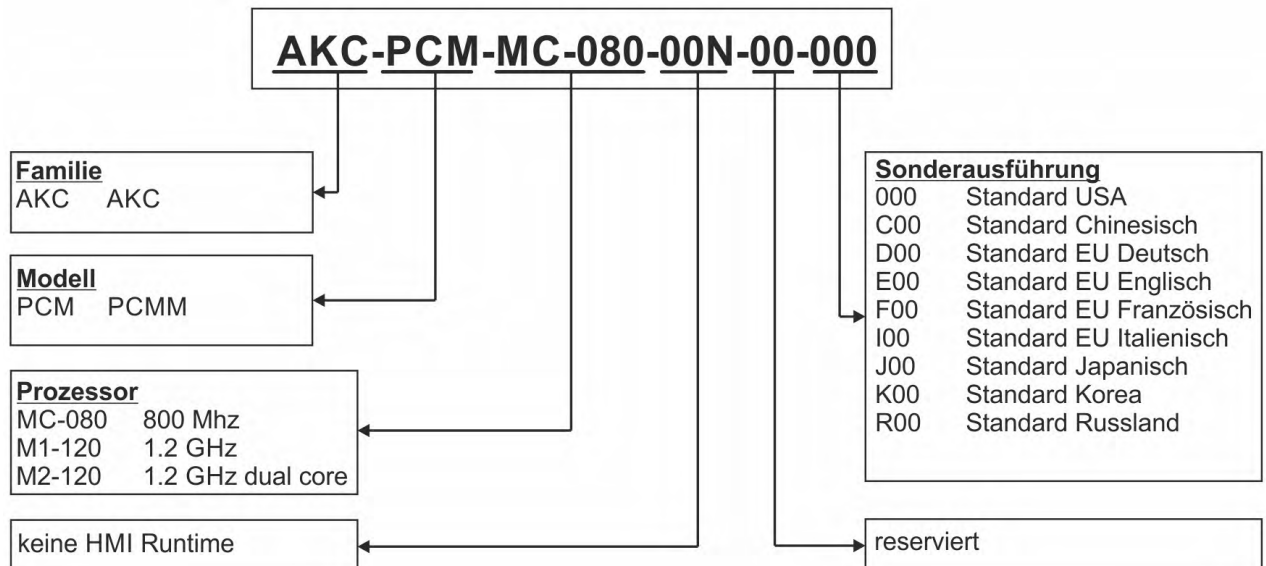 AKC-PCM-MC-080-00N-00-000
Familie
AKC AKC
Modell
PCM PCMM
Prozessor
MC-080 800 Mhz
M1-120 1.2 GHz
M2-120 1.2 GHz dual core
keine HMI Runtime
Sonderausführung
000 Standard USA
C00 Standard Chinesisch
D00 Standard EU Deutsch
E00 Standard EU Englisch
F00 Standard EU Französisch
I00 Standard EU Italienisch
J00 Standard Japanisch
K00 Standard Korea
R00 Standard Russland
reserviert